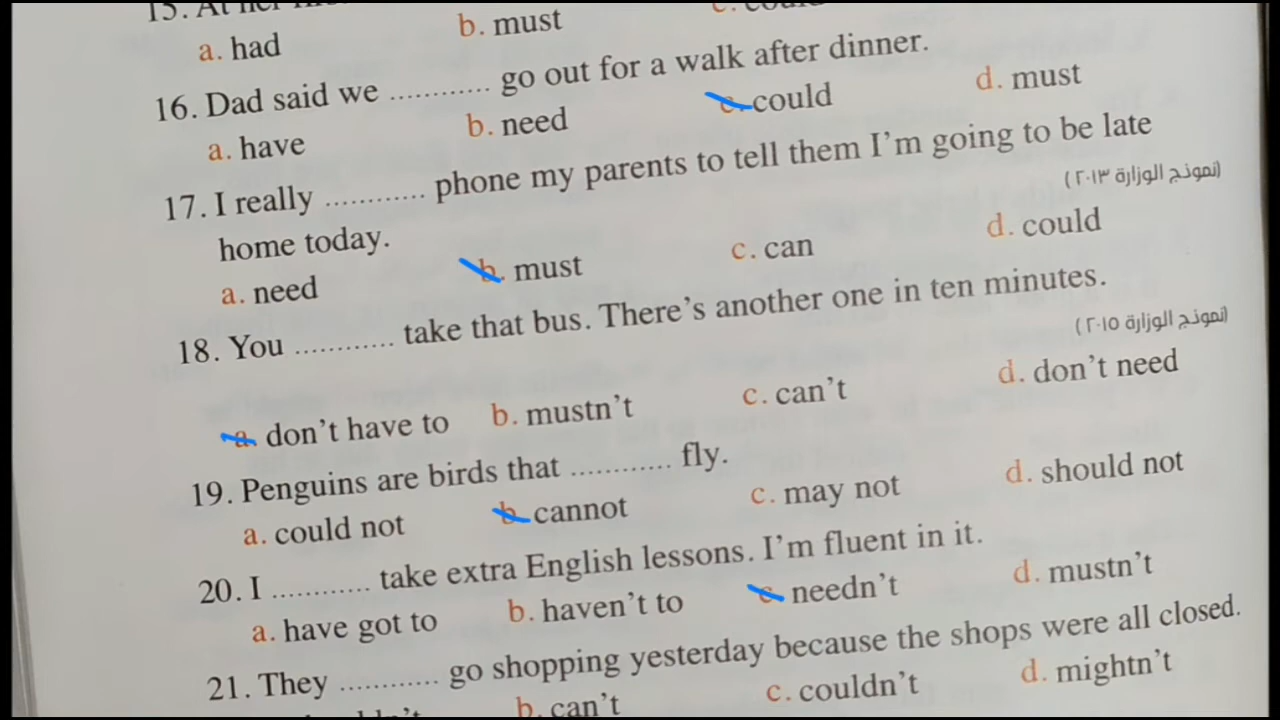 15. At her
a. had b. must c. could
16. Dad said we ............ go out for a walk after dinner.
a. have b. need c. could d. must
17. I really ............ phone my parents to tell them I'm going to be late
home today. (نموذج الوزارة ٢٠١٣)
a. need b. must c. can d. could
18. You ............ take that bus. There's another one in ten minutes.
(نموذج الوزارة ٢٠١٥)
a. don't have to b. mustn't c. can't d. don't need
19. Penguins are birds that ............ fly.
a. could not b. cannot c. may not d. should not
20. I ............ take extra English lessons. I'm fluent in it.
a. have got to b. haven't to c. needn't d. mustn't
21. They ............ go shopping yesterday because the shops were all closed.
b. can't c. couldn't d. mightn't